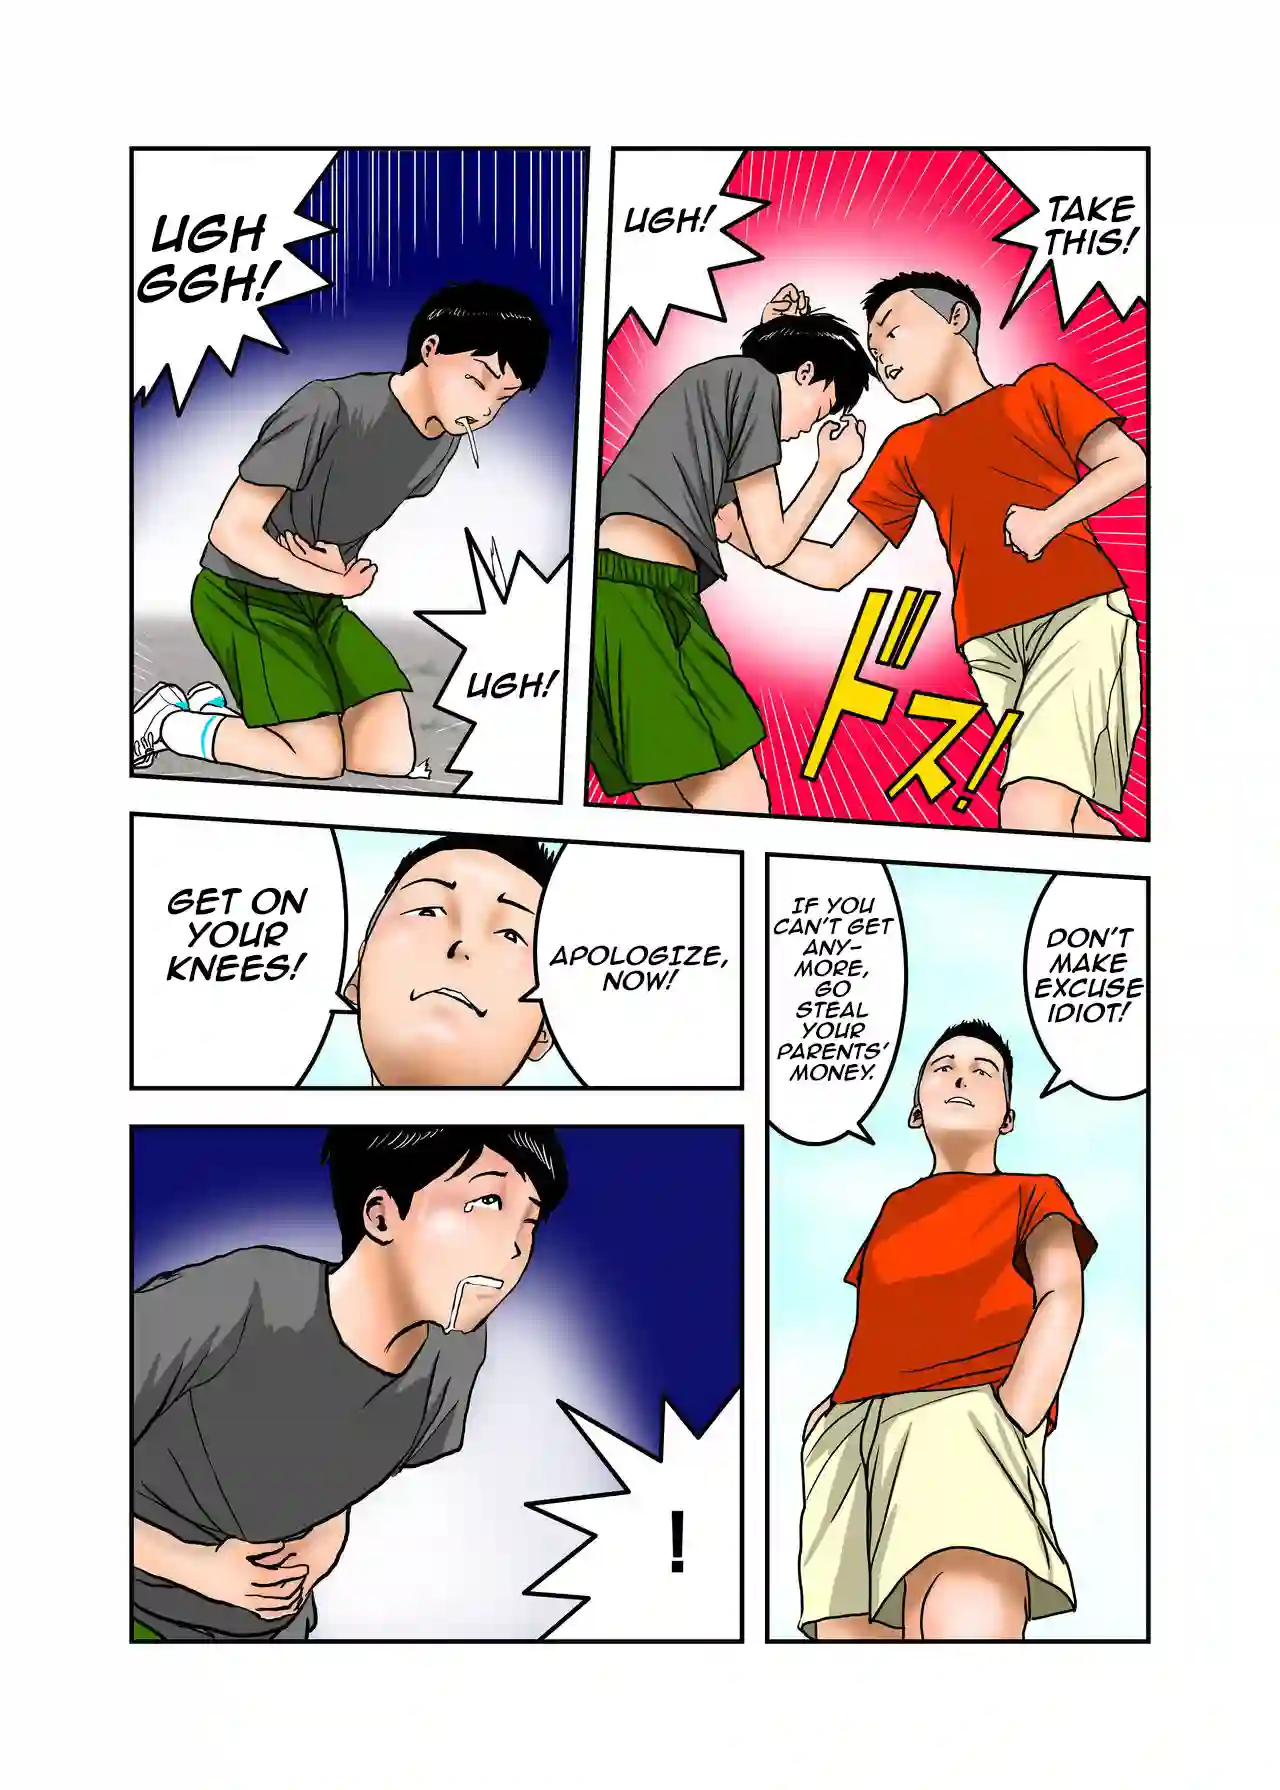 UGH!
TAKE
THIS!
ドスッ!
UGH
GGH!
UGH!
DON'T
MAKE
EXCUSE
IDIOT!
IF YOU
CAN'T GET
ANY-
MORE,
GO
STEAL
YOUR
PARENTS'
MONEY.
APOLOGIZE,
NOW!
GET ON
YOUR
KNEES!
!